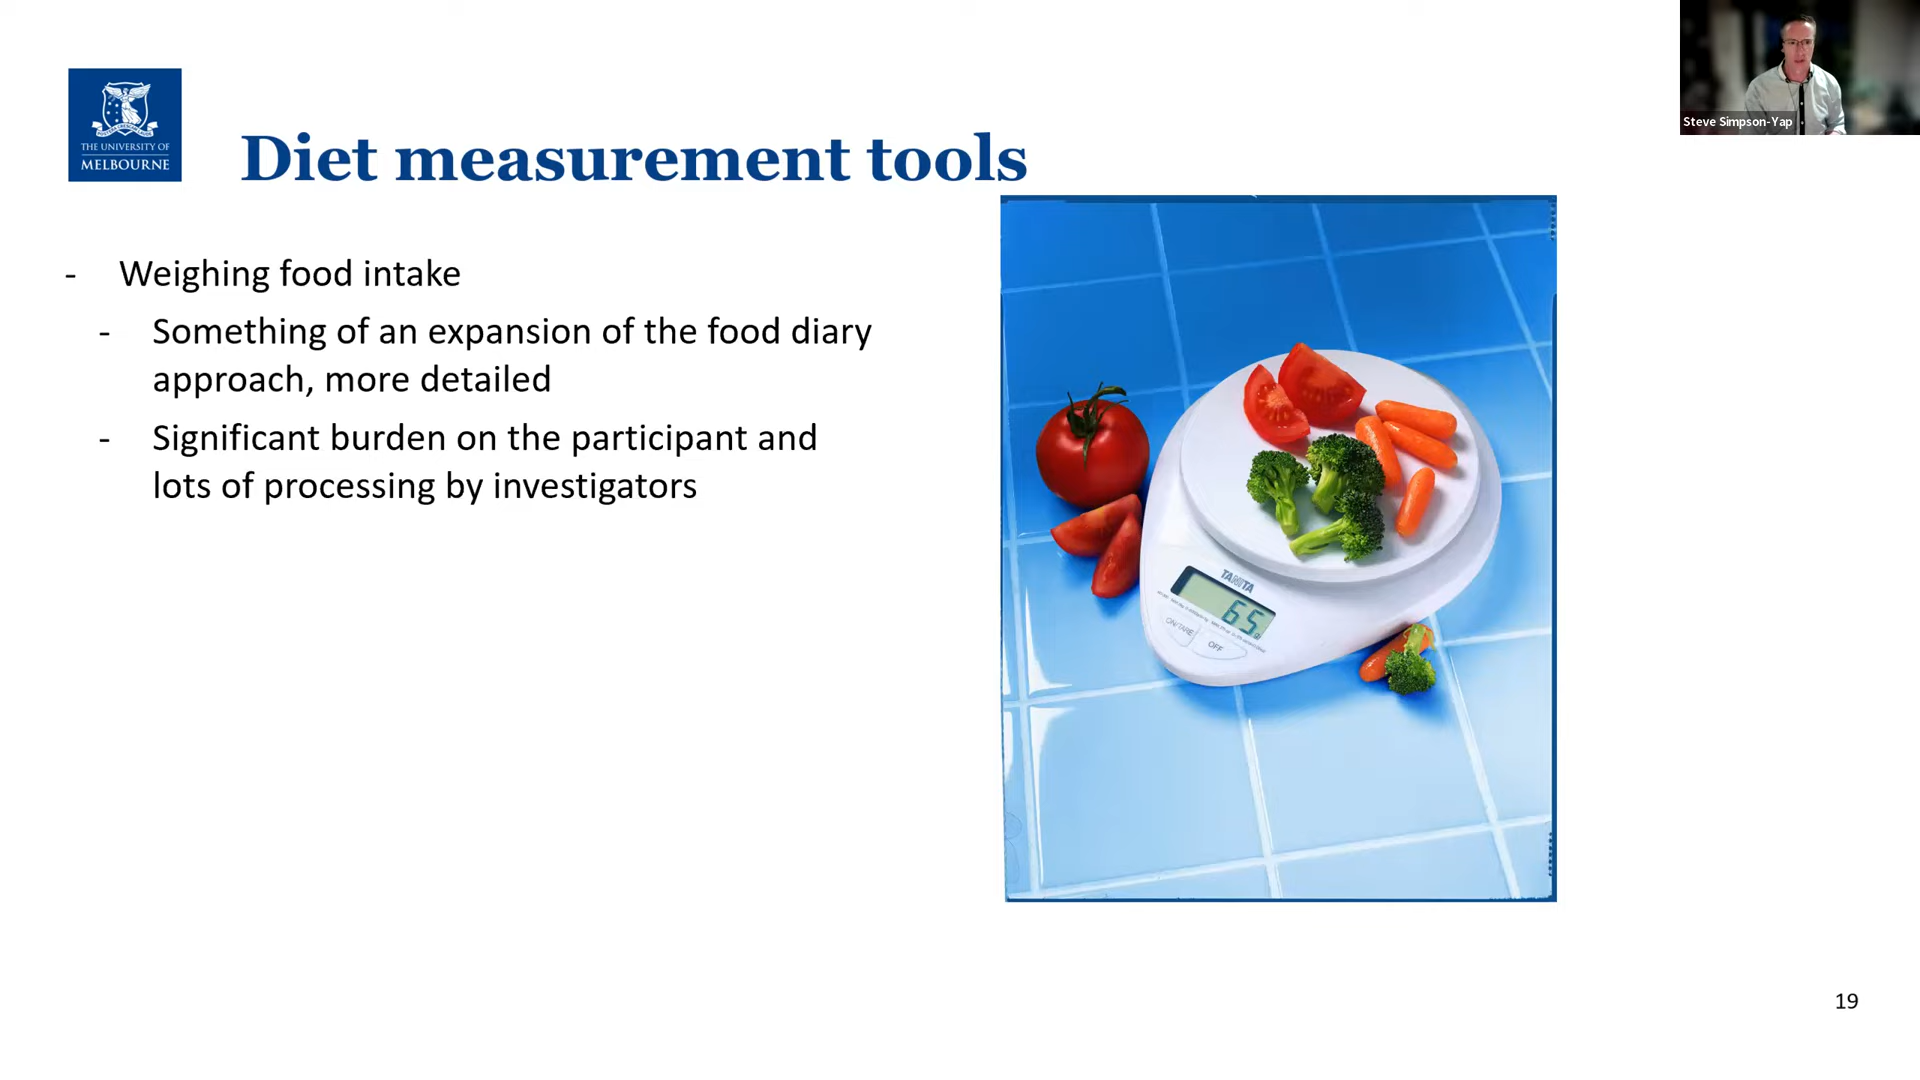 Steve Simpson-Yap
THE UNIVERSITY OF
MELBOURNE
Diet measurement tools
- Weighing food intake
- Something of an expansion of the food diary
approach, more detailed
- Significant burden on the participant and
lots of processing by investigators
TANITA
65
ON/TARE
OFF
19